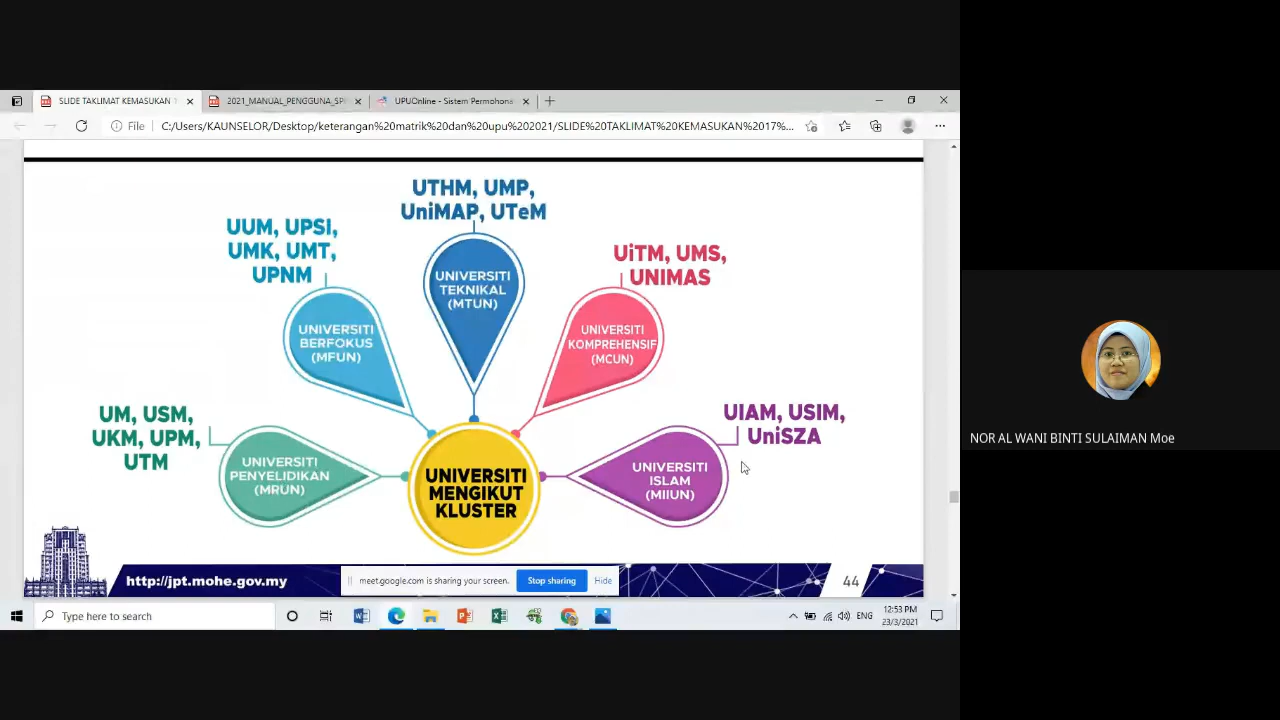 SLIDE TAKLIMAT KEMASUKAN
2021_MANUAL_PENGGUNA_SP
UPUOnline - Sistem Permohona
File
C:/Users/KAUNSELOR/Desktop/keterangan%20matrik%20dan%20upu%202021/SLIDE%20TAKLIMAT%20KEMASUKAN%2017%...
UTHM, UMP,
UniMAP, UTeM
UUM, UPSI,
UMK, UMT,
UPNM
UiTM, UMS,
UNIMAS
UNIVERSITI
TEKNIKAL
(MTUN)
UNIVERSITI
BERFOKUS
(MFUN)
UNIVERSITI
KOMPREHENSIF
(MCUN)
UM, USM,
UKM, UPM,
UTM
UIAM, USIM,
UniSZA
UNIVERSITI
PENYELIDIKAN
(MRUN)
UNIVERSITI
MENGIKUT
KLUSTER
UNIVERSITI
ISLAM
(MIIUN)
NOR AL WANI BINTI SULAIMAN Moe
http://jpt.mohe.gov.my
meet.google.com is sharing your screen.
Stop sharing
Hide
44
Type here to search
ENG
12:53 PM
23/3/2021